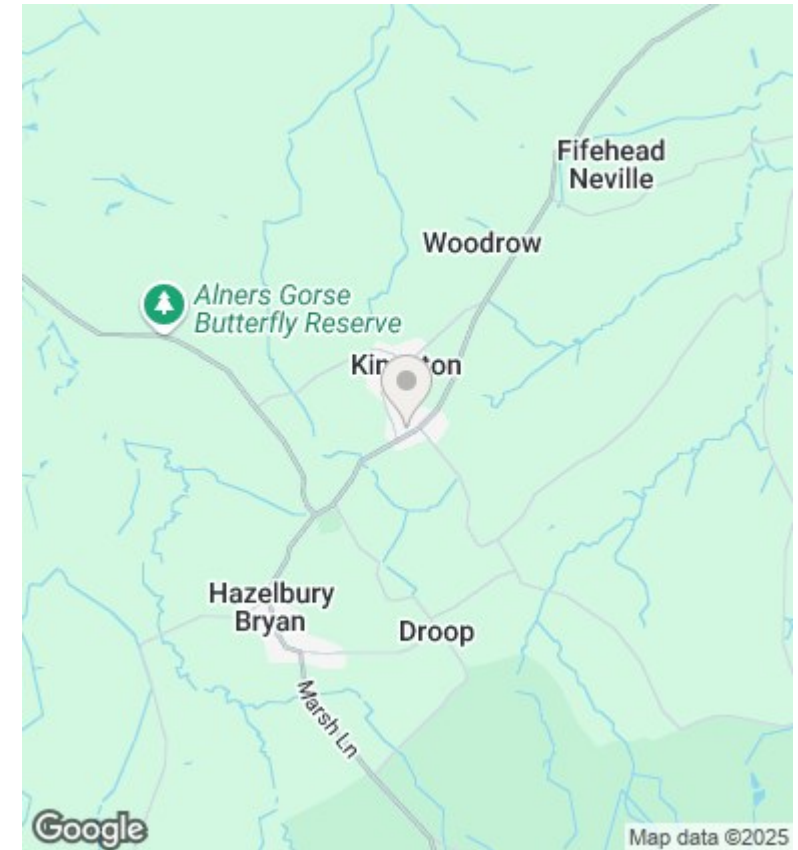 Fifehead
Neville
Woodrow
Alners Gorse
Butterfly Reserve
Hazelbury
Bryan
Droop
Marsh Ln
Google
Map data ©2025